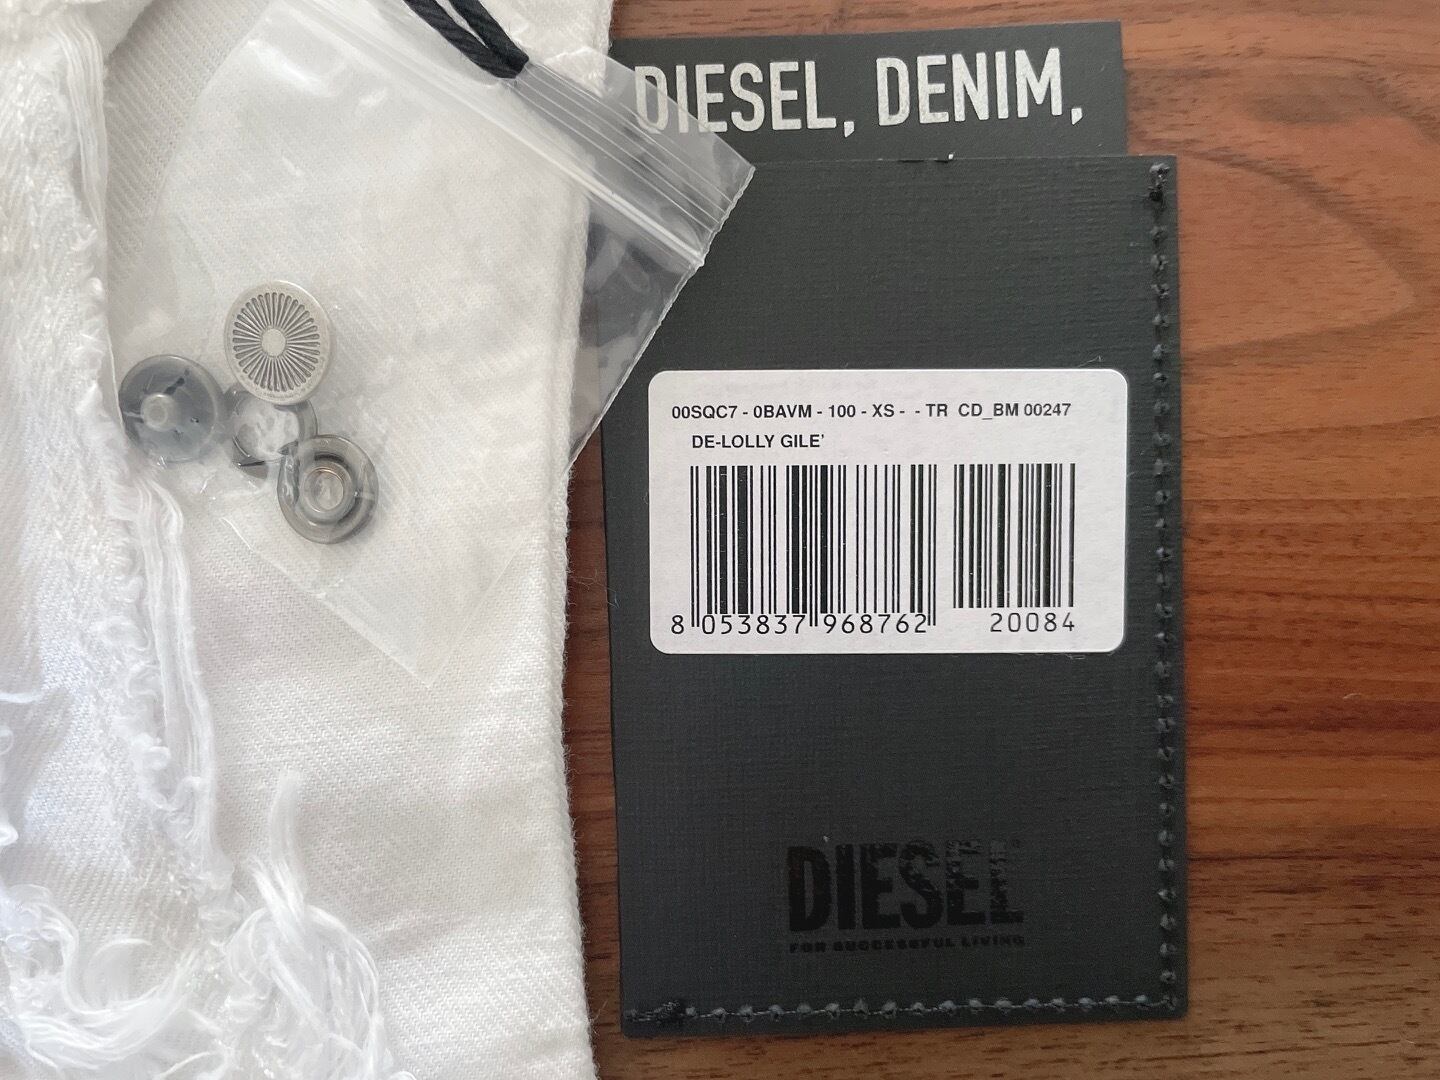 DIESEL, DENIM,
00SQC7 - 0BAVM - 100 - XS - - TR CD_BM 00247
DE-LOLLY GILE’
8 053837 968762 20084
DIESEL
FOR SUCCESSFUL LIVING